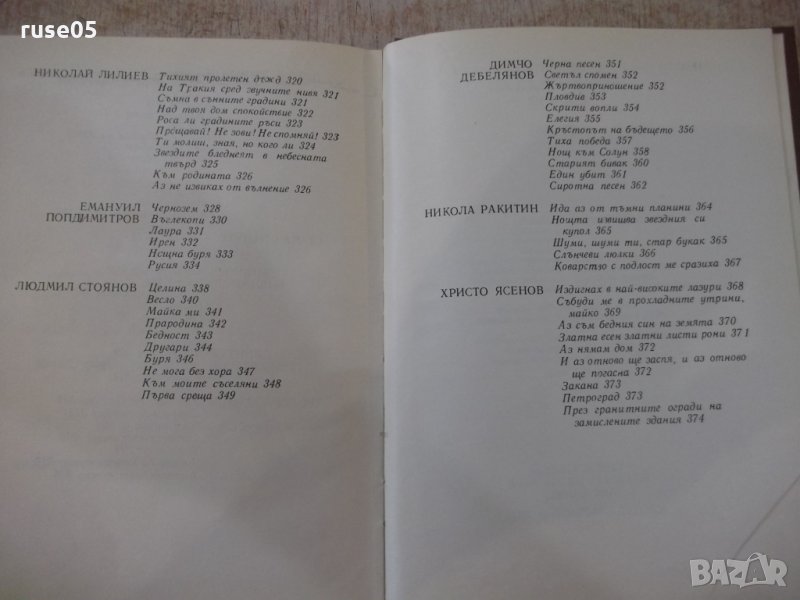 ruse05
НИКОЛАЙ ЛИЛИЕВ Тихият пролетен дъжд 320
На Тракия сред звучните нивя 321
Съмна в сънните градини 321
Над твоя дом спокойствие 322
Роса ли градините ръси 323
Прощавай! Не зови! Не спомняй! 323
Ти молиш, зная, но кого ли 324
Звездите бледнеят в небесната
твърд 325
Към родината 326
Аз не извиках от вълнение 326
ЕМАНУИЛ Чернозем 328
ПОПДИМИТРОВ Въглекопи 330
Лаура 331
Ирен 332
Нощна буря 333
Русия 334
ЛЮДМИЛ СТОЯНОВ Целина 338
Весло 340
Майка ми 341
Прародина 342
Бедност 343
Другари 344
Буря 346
Не мога без хора 347
Към моите съселяни 348
Първа среща 349
ДИМЧО Черна песен 351
ДЕБЕЛЯНОВ Светъл спомен 352
Жъртвоприношение 352
Пловдив 353
Скрити вопли 354
Елегия 355
Кръстопът на бъдещето 356
Тиха победа 357
Нощ към Солун 358
Старият бивак 360
Един убит 361
Сиротна песен 362
НИКОЛА РАКИТИН Ида аз от тъмни планини 364
Нощта извишва звездния си
купол 365
Шуми, шуми ти, стар букак 365
Слънчеви люлки 366
Коварство с подлост ме сразиха 367
ХРИСТО ЯСЕНОВ Издигнах в най-високите лазури 368
Събуди ме в прохладните утрини,
майко 369
Аз съм бедния син на земята 370
Златна есен златни листи рони 371
Аз нямам дом 372
И аз отново ще заспя, и аз отново
ще погасна 372
Закана 373
Петроград 373
През гранитните огради на
замислените здания 374
BAZAR